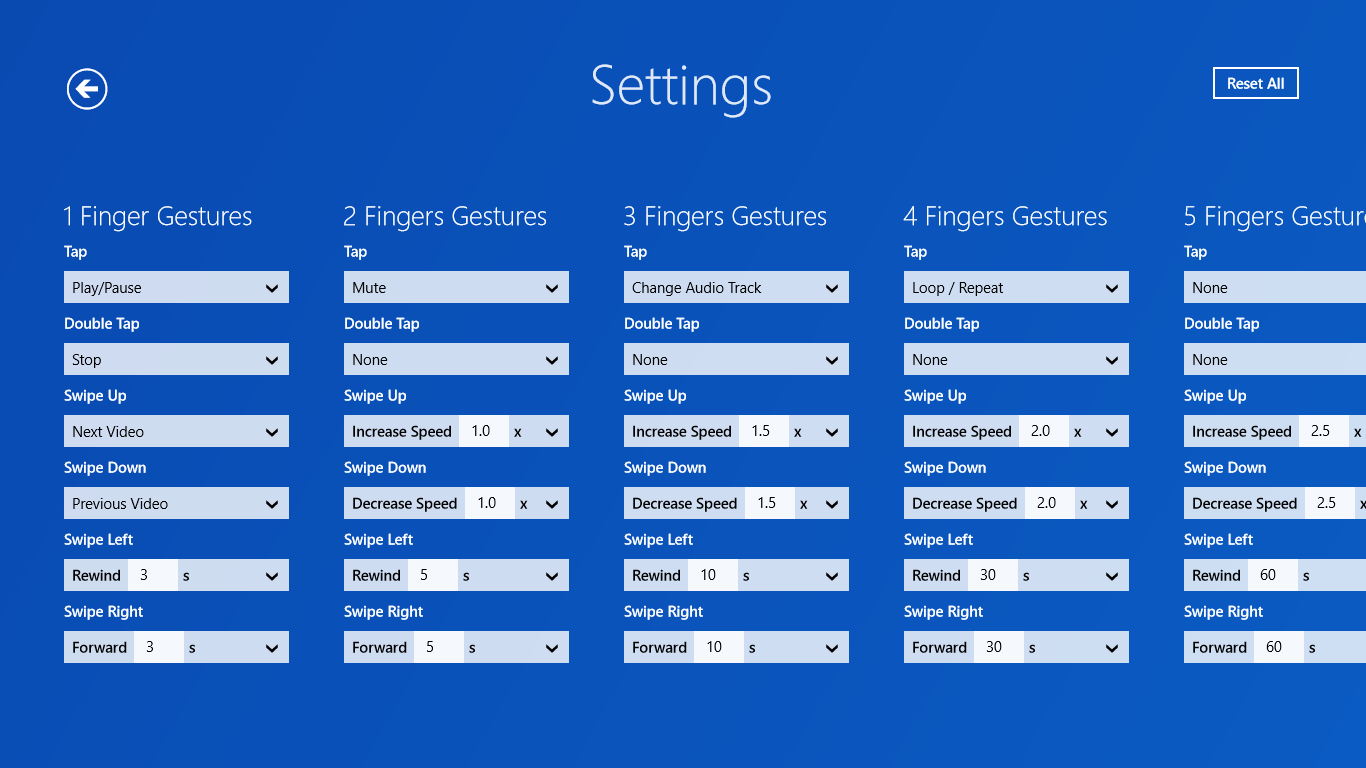 Settings
Reset All
1 Finger Gestures
Tap
Play/Pause
Double Tap
Stop
Swipe Up
Next Video
Swipe Down
Previous Video
Swipe Left
Rewind 3 s
Swipe Right
Forward 3 s
2 Fingers Gestures
Tap
Mute
Double Tap
None
Swipe Up
Increase Speed 1.0 x
Swipe Down
Decrease Speed 1.0 x
Swipe Left
Rewind 5 s
Swipe Right
Forward 5 s
3 Fingers Gestures
Tap
Change Audio Track
Double Tap
None
Swipe Up
Increase Speed 1.5 x
Swipe Down
Decrease Speed 1.5 x
Swipe Left
Rewind 10 s
Swipe Right
Forward 10 s
4 Fingers Gestures
Tap
Loop / Repeat
Double Tap
None
Swipe Up
Increase Speed 2.0 x
Swipe Down
Decrease Speed 2.0 x
Swipe Left
Rewind 30 s
Swipe Right
Forward 30 s
5 Fingers Gestur
Tap
None
Double Tap
None
Swipe Up
Increase Speed 2.5 x
Swipe Down
Decrease Speed 2.5 x
Swipe Left
Rewind 60 s
Swipe Right
Forward 60 s